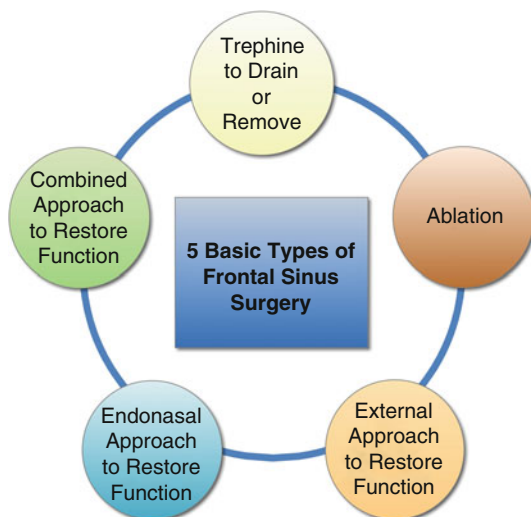 Trephine
to Drain
or
Remove
Combined
Approach
to Restore
Function
Ablation
5 Basic Types of
Frontal Sinus
Surgery
Endonasal
Approach
to Restore
Function
External
Approach
to Restore
Function